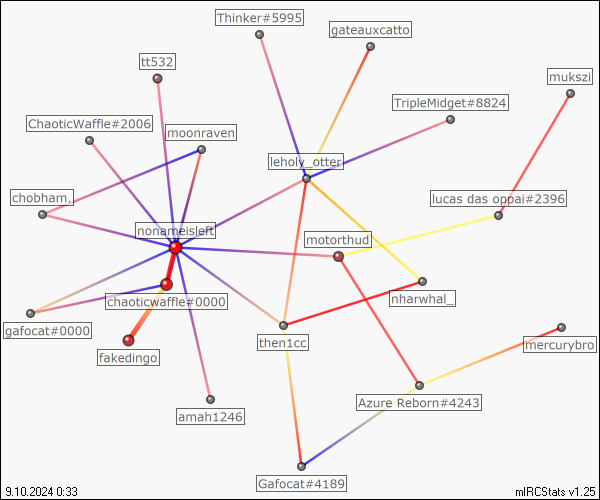 Thinker#5995
gateauxcatto
tt532
mukszi
TripleMidget#8824
ChaoticWaffle#2006
moonraven
leholy_otter
chobham.
lucas das oppai#2396
nonameisleft
motorthud
chaoticwaffle#0000
nharwhal_
gafocat#0000
then1cc
mercurybro
fakedingo
Azure Reborn#4243
amah1246
Gafocat#4189
9.10.2024 0:33
mIRCStats v1.25